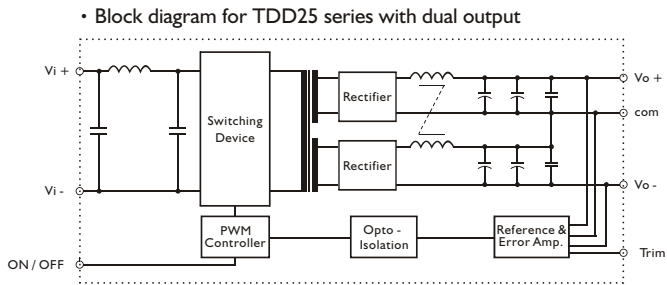 • Block diagram for TDD25 series with dual output
Vi +
Switching
Device
Rectifier
Vo +
com
Rectifier
Vi -
Vo -
PWM
Controller
Opto -
Isolation
Reference &
Error Amp.
Trim
ON / OFF